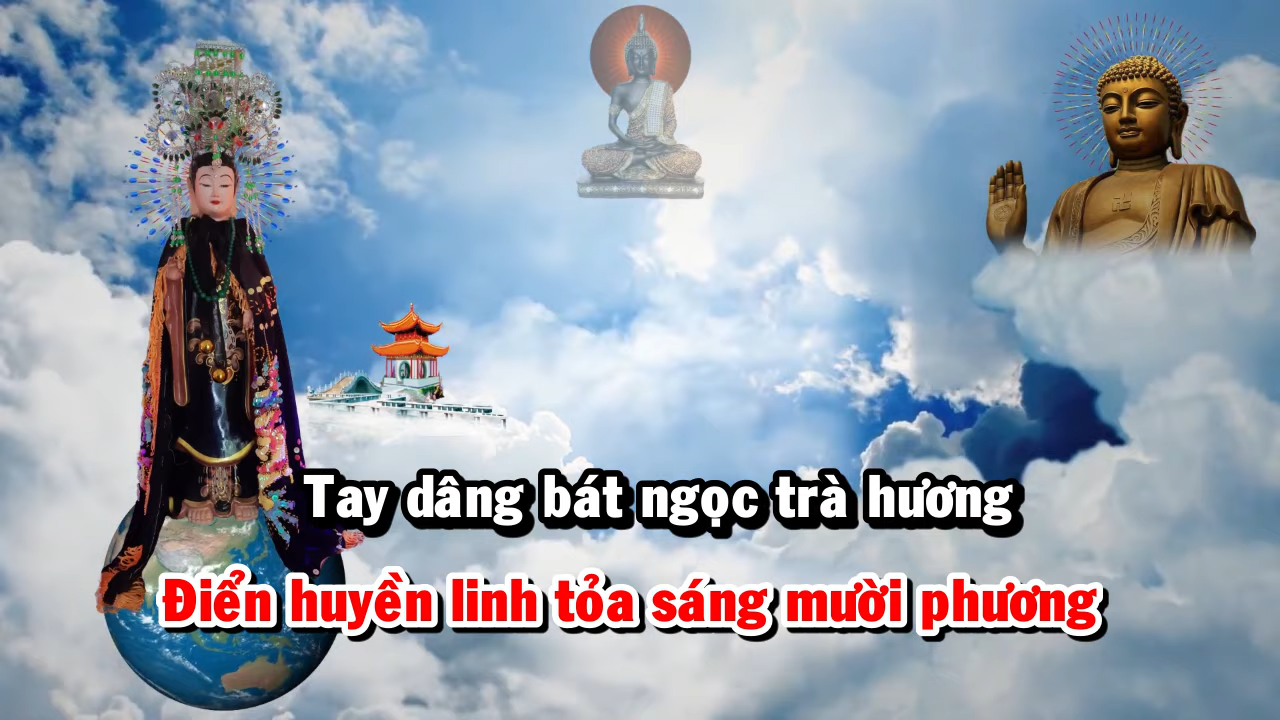 Tay dâng bát ngọc trà hương
Điển huyền linh tỏa sáng mười phương